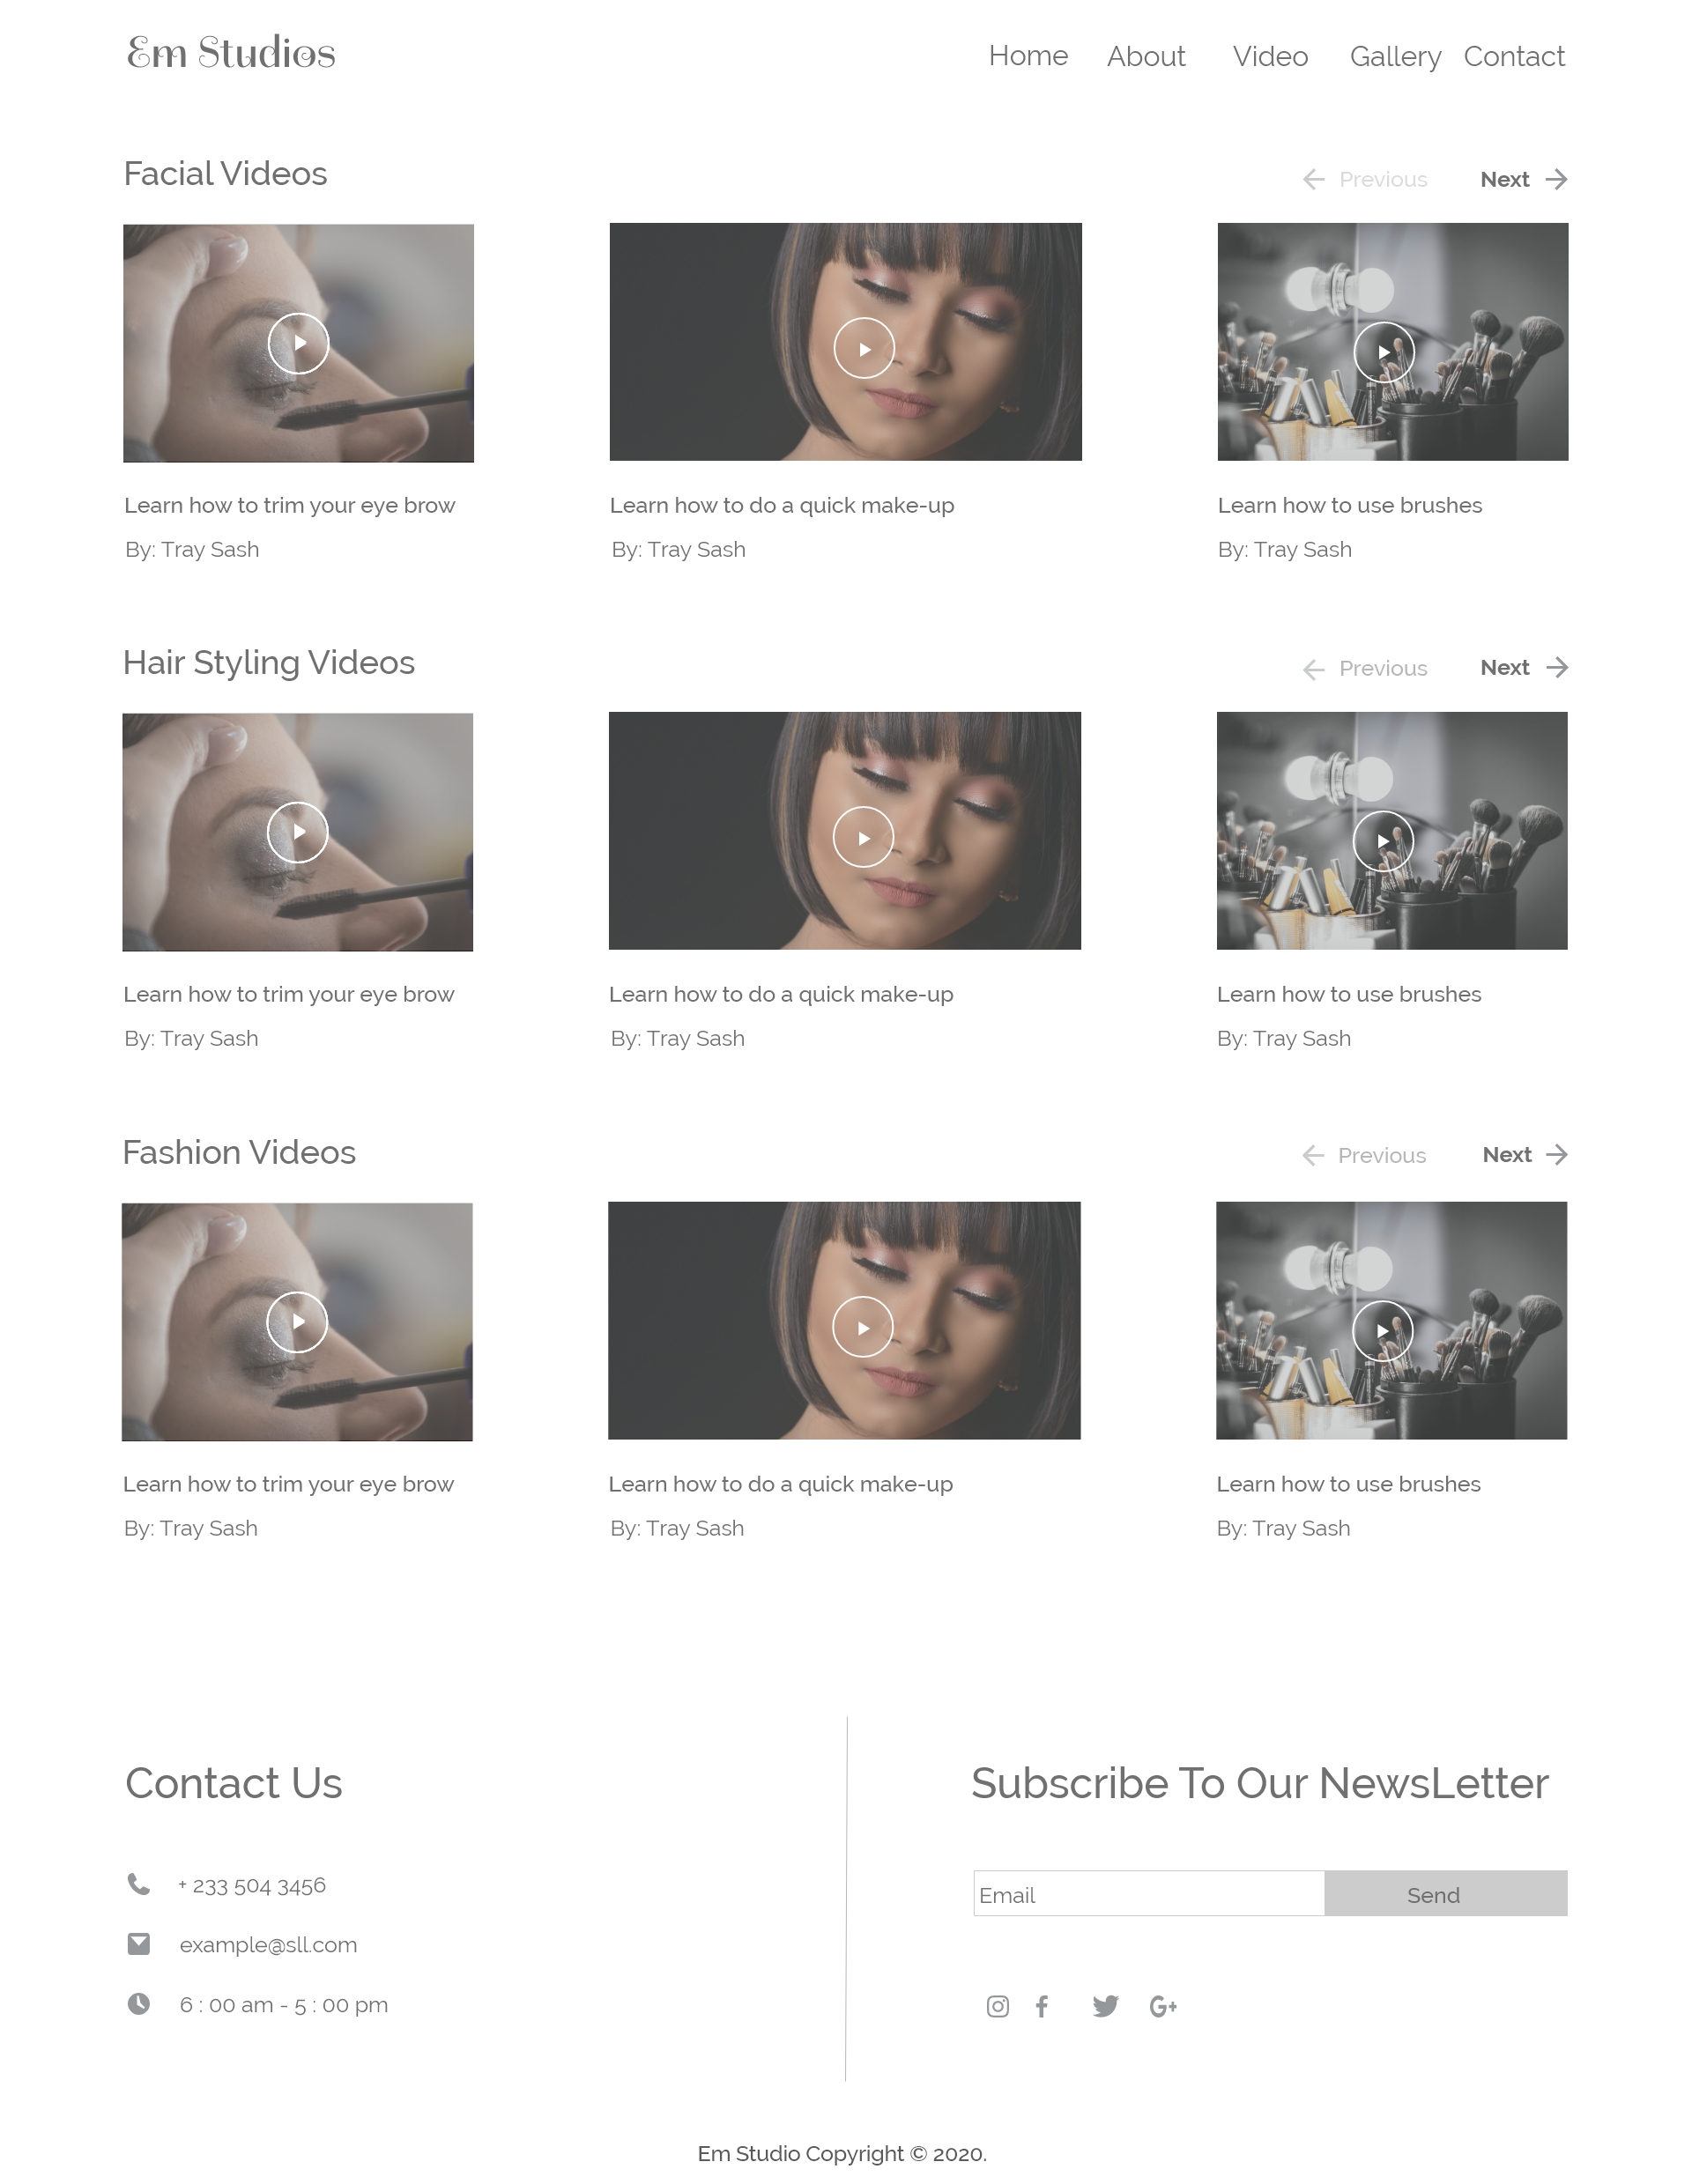 Em Studios
Home About Video Gallery Contact
Facial Videos
Previous Next
Learn how to trim your eye brow
By: Tray Sash
Learn how to do a quick make-up
By: Tray Sash
Learn how to use brushes
By: Tray Sash
Hair Styling Videos
Previous Next
Learn how to trim your eye brow
By: Tray Sash
Learn how to do a quick make-up
By: Tray Sash
Learn how to use brushes
By: Tray Sash
Fashion Videos
Previous Next
Learn how to trim your eye brow
By: Tray Sash
Learn how to do a quick make-up
By: Tray Sash
Learn how to use brushes
By: Tray Sash
Contact Us
+ 233 504 3456
example@sll.com
6 : 00 am - 5 : 00 pm
Subscribe To Our NewsLetter
Email Send
Em Studio Copyright © 2020.